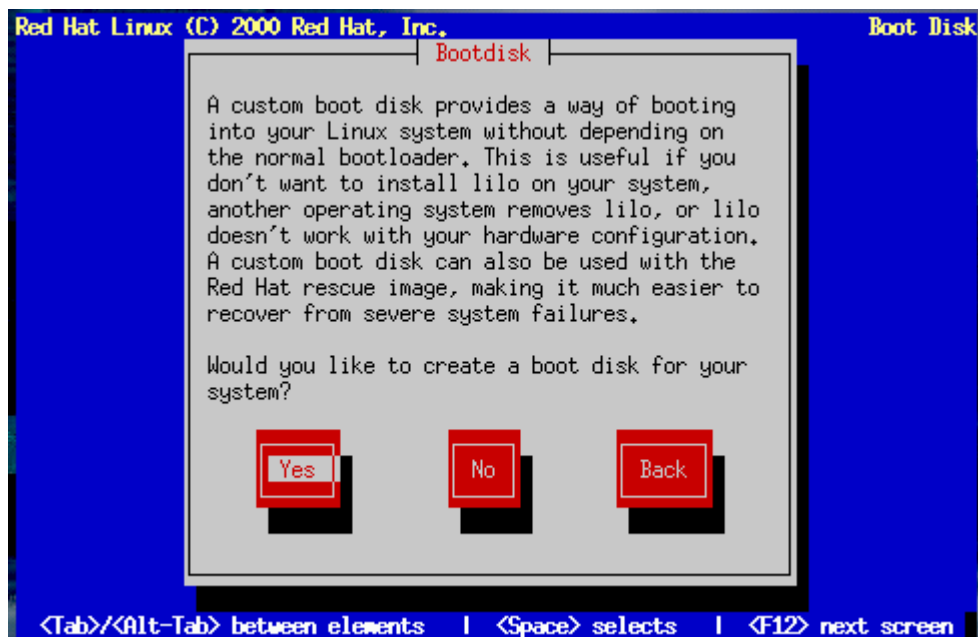 Red Hat Linux (C) 2000 Red Hat, Inc. Boot Disk
Bootdisk
A custom boot disk provides a way of booting
into your Linux system without depending on
the normal bootloader. This is useful if you
don't want to install lilo on your system,
another operating system removes lilo, or lilo
doesn't work with your hardware configuration.
A custom boot disk can also be used with the
Red Hat rescue image, making it much easier to
recover from severe system failures.
Would you like to create a boot disk for your
system?
Yes No Back
<Tab>/<Alt-Tab> between elements | <Space> selects | <F12> next screen